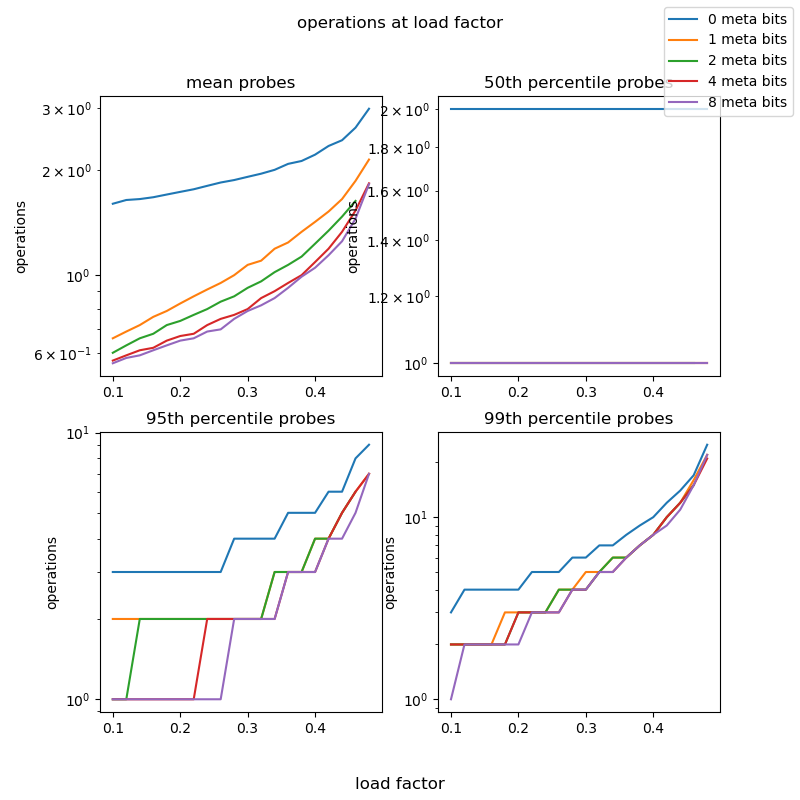 operations at load factor
0 meta bits
1 meta bits
2 meta bits
4 meta bits
8 meta bits
mean probes
3 × 10⁰
2 × 10⁰
10⁰
6 × 10⁻¹
operations
0.1 0.2 0.3 0.4
50th percentile probes
2 × 10⁰
1.8 × 10⁰
1.6 × 10⁰
1.4 × 10⁰
1.2 × 10⁰
10⁰
operations
0.1 0.2 0.3 0.4
95th percentile probes
10¹
10⁰
operations
0.1 0.2 0.3 0.4
99th percentile probes
10¹
10⁰
operations
0.1 0.2 0.3 0.4
load factor